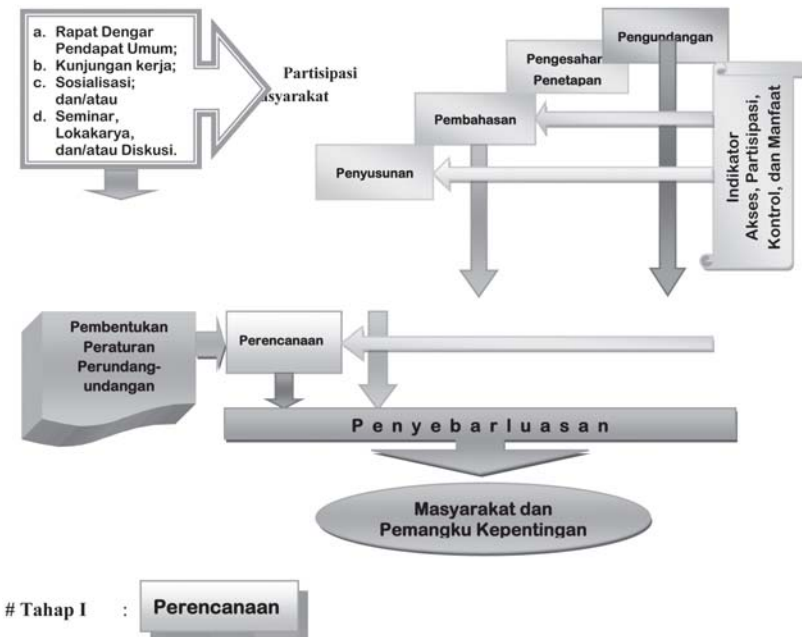 a. Rapat Dengar
Pendapat Umum;
b. Kunjungan kerja;
c. Sosialisasi;
dan/atau
d. Seminar,
Lokakarya,
dan/atau Diskusi.
Partisipasi
asyarakat
Pengundangan
Pengesahan
Penetapan
Pembahasan
Penyusunan
Indikator
Akses, Partisipasi,
Kontrol, dan Manfaat
Pembentukan
Peraturan
Perundang-
undangan
Perencanaan
Penyebarluasan
Masyarakat dan
Pemangku Kepentingan
# Tahap I : Perencanaan